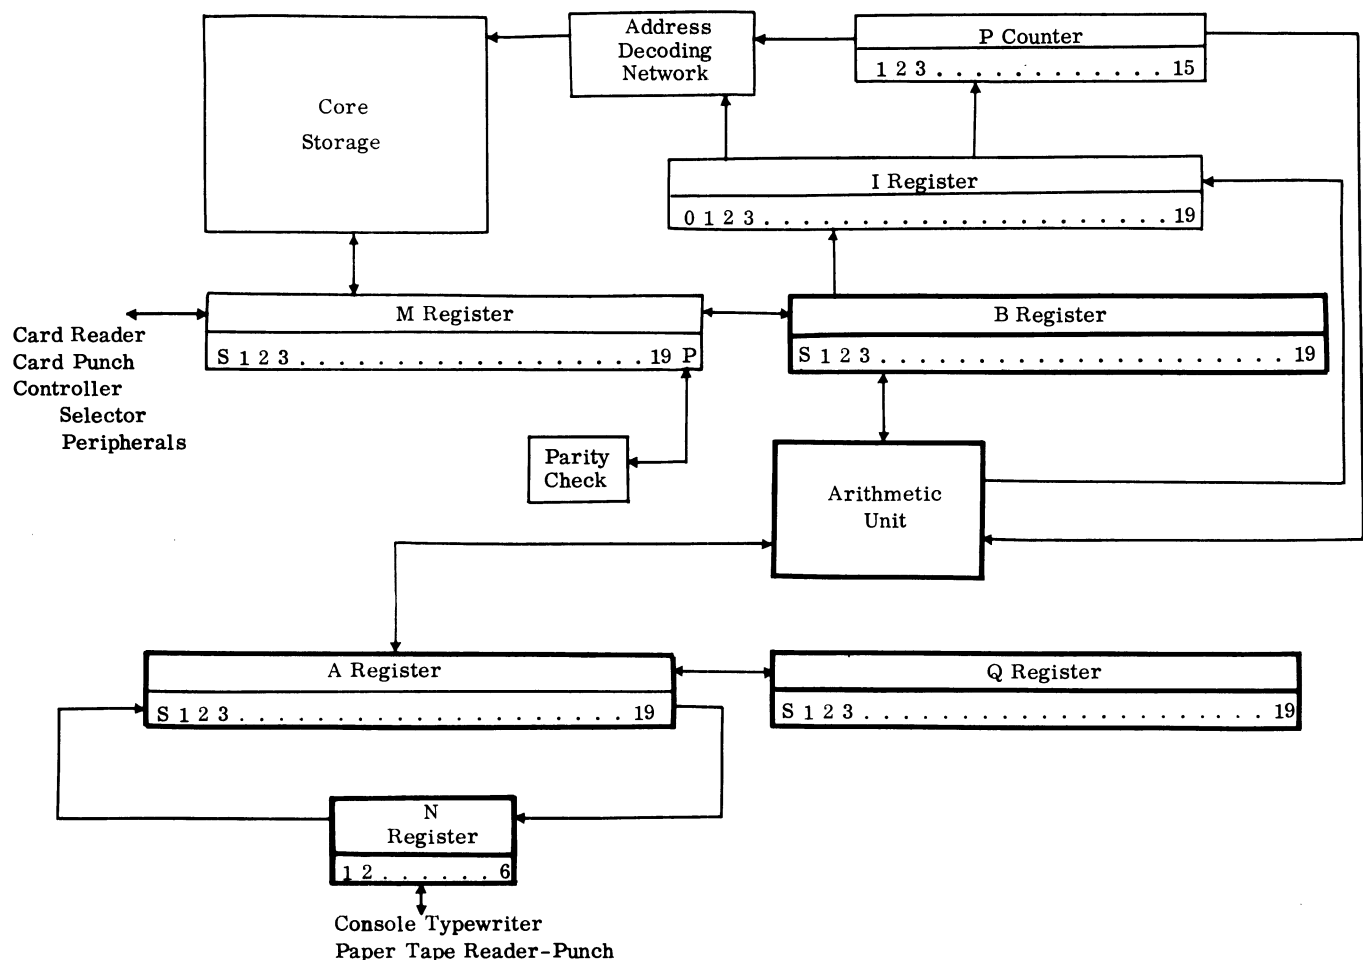 Core
Storage
Address
Decoding
Network
P Counter
1 2 3 . . . . . . . . . . . . 15
I Register
0 1 2 3 . . . . . . . . . . . . . . . . . . . . 19
M Register
S 1 2 3 . . . . . . . . . . . . . . . . . . 19 P
B Register
S 1 2 3 . . . . . . . . . . . . . . . . . . . . 19
Card Reader
Card Punch
Controller
Selector
Peripherals
Parity
Check
Arithmetic
Unit
A Register
S 1 2 3 . . . . . . . . . . . . . . . . . . . . 19
Q Register
S 1 2 3 . . . . . . . . . . . . . . . . . . . . 19
N
Register
1 2 . . . . . . 6
Console Typewriter
Paper Tape Reader-Punch